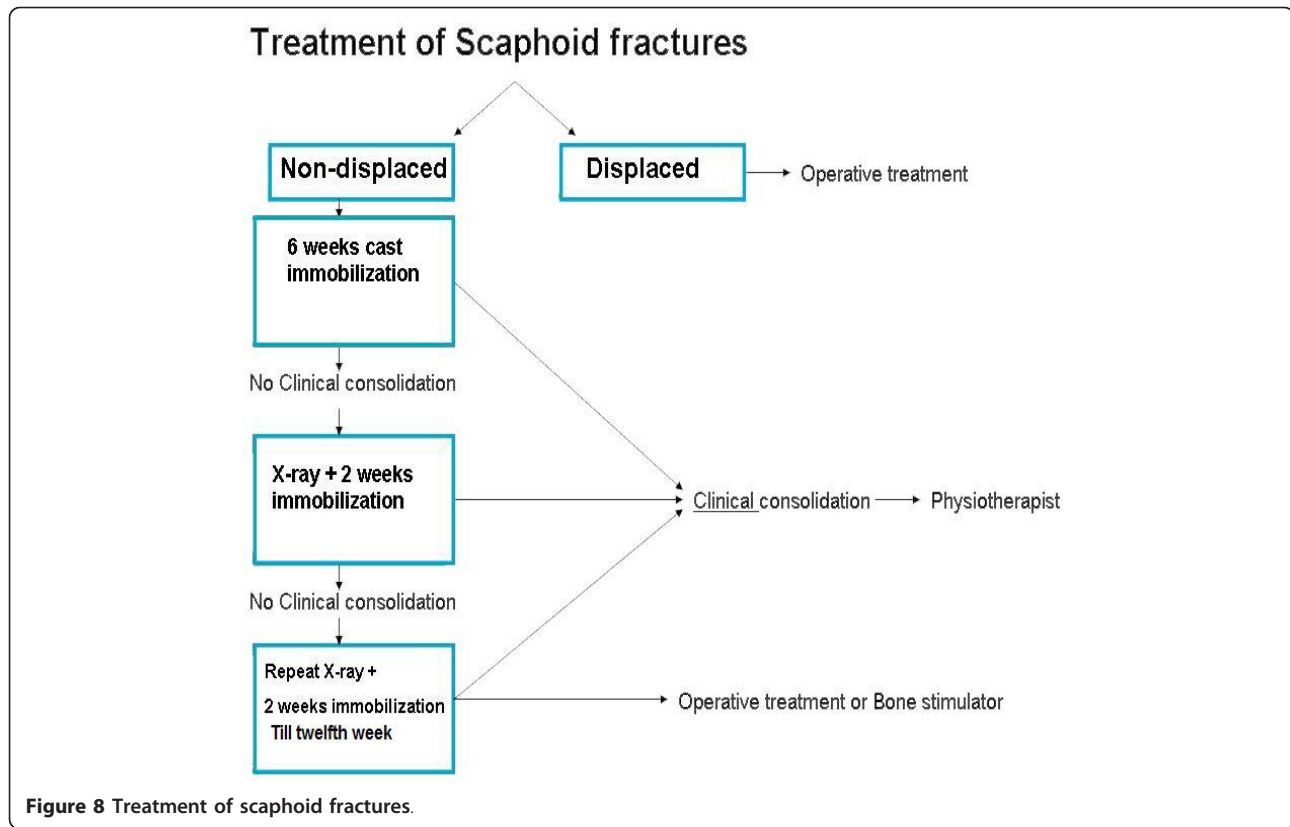 Treatment of Scaphoid fractures
Non-displaced
Displaced
Operative treatment
6 weeks cast
immobilization
No Clinical consolidation
X-ray + 2 weeks
immobilization
Clinical consolidation
Physiotherapist
No Clinical consolidation
Repeat X-ray +
2 weeks immobilization
Till twelfth week
Operative treatment or Bone stimulator
Figure 8 Treatment of scaphoid fractures.